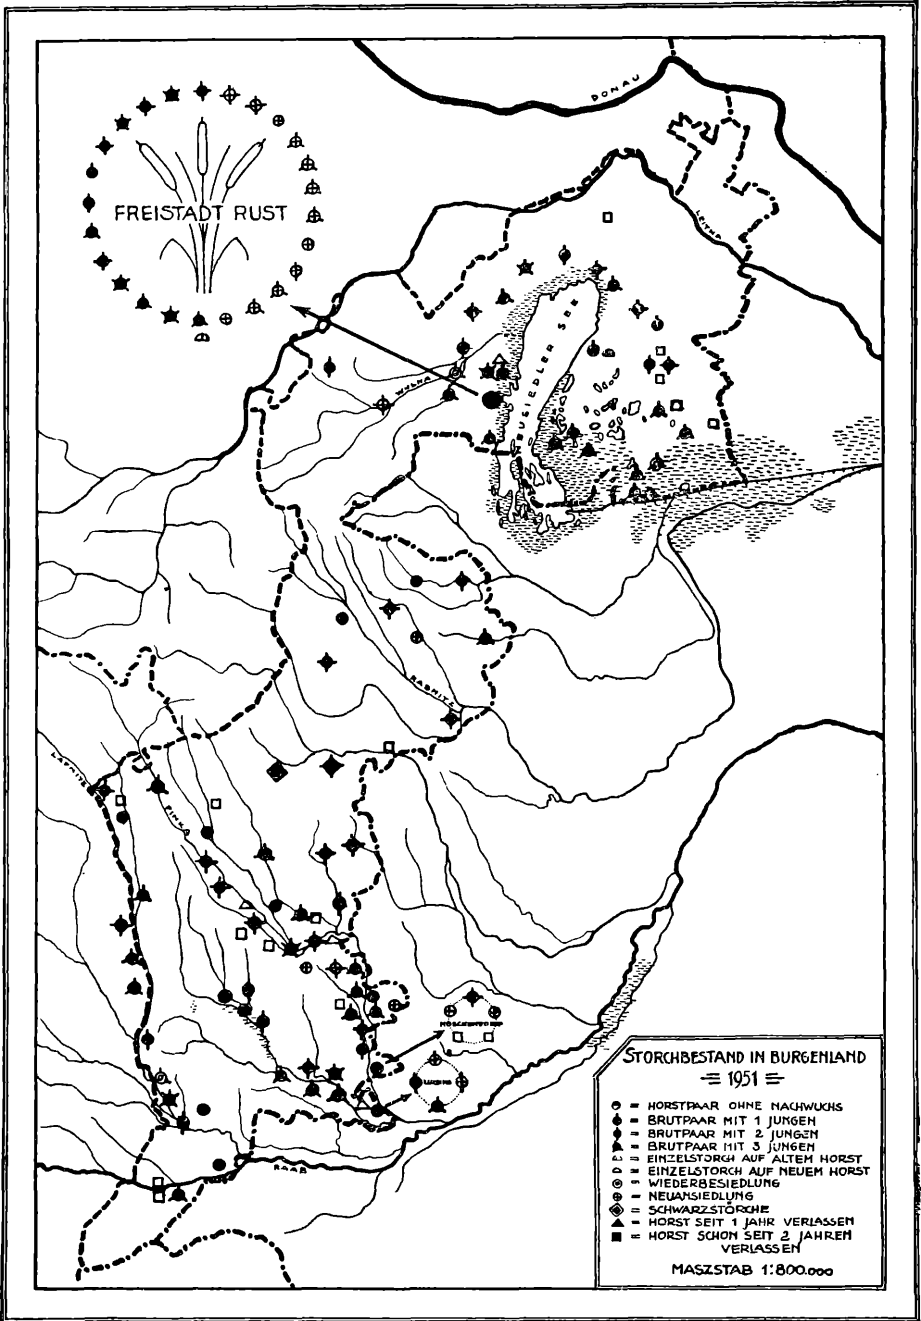 DONAU
LEITHA
FREISTADT RUST
WULKA
NEUSIEDLER SEE
RABNITZ
LAFNITZ
PINKA
RAAB
LUISING
STORCHBESTAND IN BURGENLAND
1951
= HORSTPAAR OHNE NACHWUCHS
= BRUTPAAR MIT 1 JUNGEN
= BRUTPAAR MIT 2 JUNGEN
= BRUTPAAR MIT 3 JUNGEN
= EINZELSTORCH AUF ALTEM HORST
= EINZELSTORCH AUF NEUEM HORST
= WIEDERBESIEDLUNG
= NEUANSIEDLUNG
= SCHWARZSTÖRCHE
= HORST SEIT 1 JAHR VERLASSEN
= HORST SCHON SEIT 2 JAHREN
VERLASSEN
MASZSTAB 1:800.000